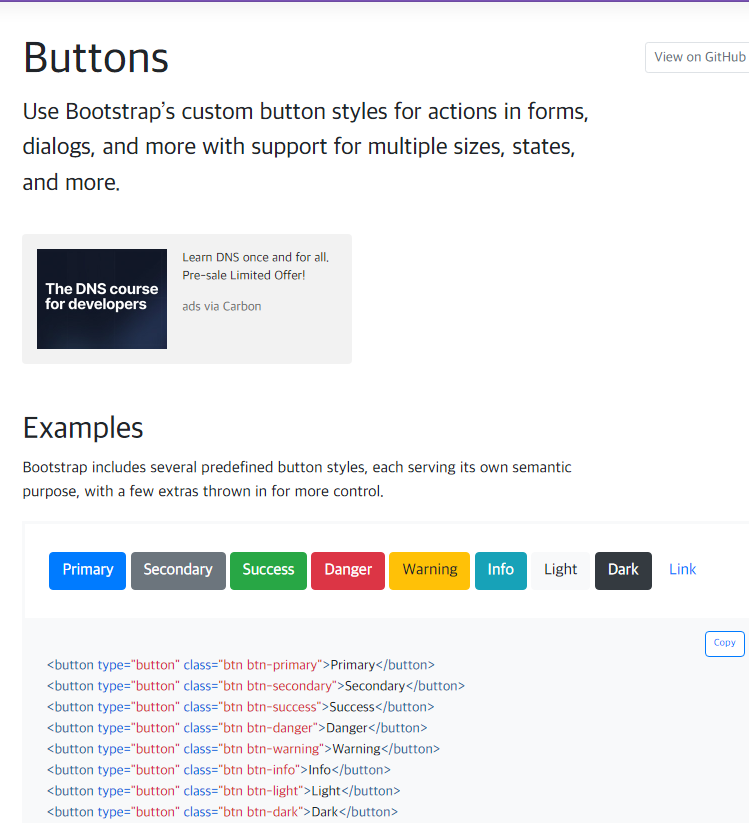 Buttons
View on GitHub
Use Bootstrap's custom button styles for actions in forms,
dialogs, and more with support for multiple sizes, states,
and more.
The DNS course
for developers
Learn DNS once and for all.
Pre-sale Limited Offer!
ads via Carbon
Examples
Bootstrap includes several predefined button styles, each serving its own semantic
purpose, with a few extras thrown in for more control.
Primary Secondary Success Danger Warning Info Light Dark Link
Copy
<button type="button" class="btn btn-primary">Primary</button>
<button type="button" class="btn btn-secondary">Secondary</button>
<button type="button" class="btn btn-success">Success</button>
<button type="button" class="btn btn-danger">Danger</button>
<button type="button" class="btn btn-warning">Warning</button>
<button type="button" class="btn btn-info">Info</button>
<button type="button" class="btn btn-light">Light</button>
<button type="button" class="btn btn-dark">Dark</button>